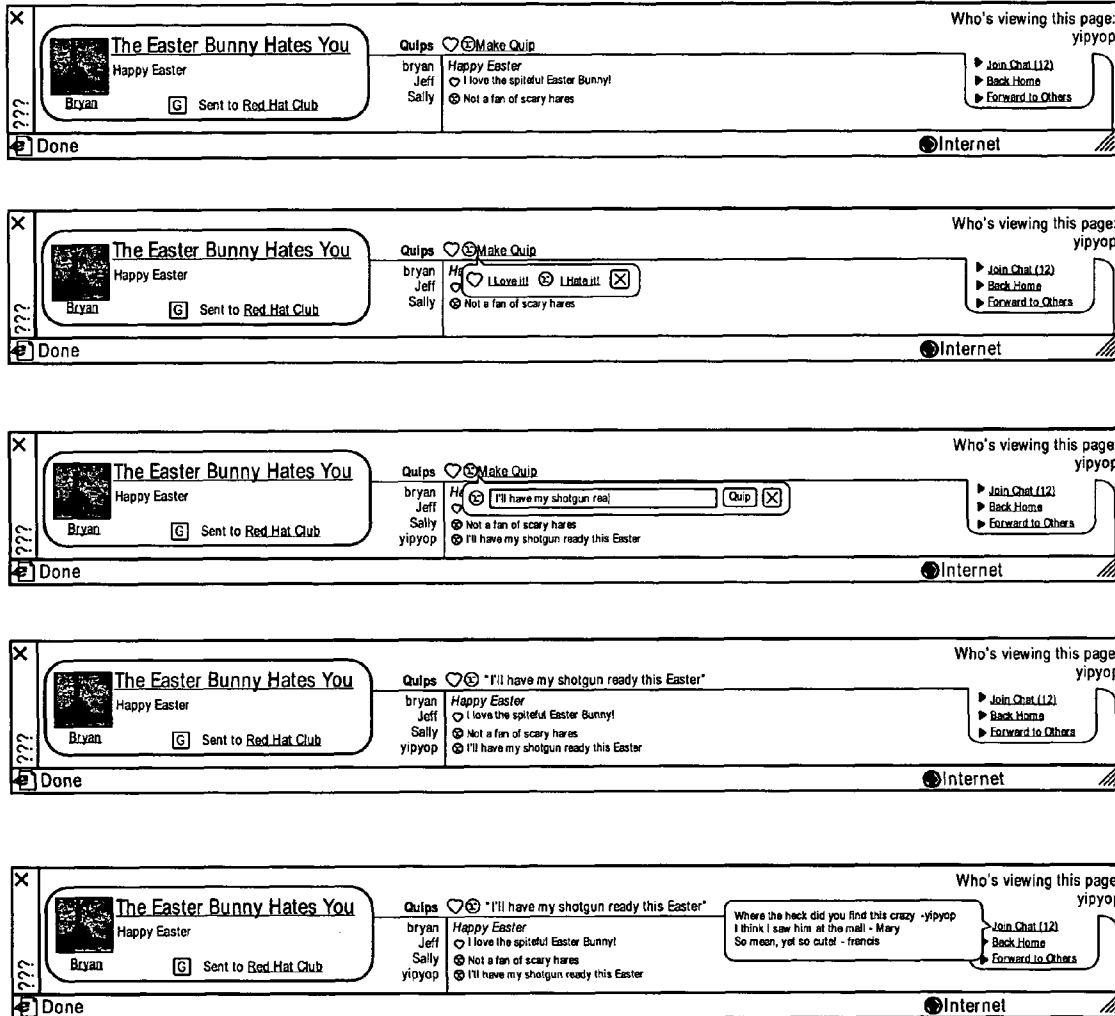 X
Who's viewing this page:
yipyop
The Easter Bunny Hates You
Happy Easter
Bryan
G Sent to Red Hat Club
???
Quips Make Quip
bryan Happy Easter
Jeff I love the spiteful Easter Bunny!
Sally Not a fan of scary hares
Join Chat (12)
Back Home
Forward to Others
Done Internet
X
Who's viewing this page:
yipyop
The Easter Bunny Hates You
Happy Easter
Bryan
G Sent to Red Hat Club
???
Quips Make Quip
bryan Ha
I Love it! I Hate it! X
Jeff
Sally Not a fan of scary hares
Join Chat (12)
Back Home
Forward to Others
Done Internet
X
Who's viewing this page
yipyop
The Easter Bunny Hates You
Happy Easter
Bryan
G Sent to Red Hat Club
???
Quips Make Quip
bryan Ha
I'll have my shotgun rea Quip X
Jeff
Sally Not a fan of scary hares
yipyop I'll have my shotgun ready this Easter
Join Chat (12)
Back Home
Forward to Others
Done Internet
X
Who's viewing this page
yipyop
The Easter Bunny Hates You
Happy Easter
Bryan
G Sent to Red Hat Club
???
Quips "I'll have my shotgun ready this Easter"
bryan Happy Easter
Jeff I love the spiteful Easter Bunny!
Sally Not a fan of scary hares
yipyop I'll have my shotgun ready this Easter
Join Chat (12)
Back Home
Forward to Others
Done Internet
X
Who's viewing this page
yipyop
The Easter Bunny Hates You
Happy Easter
Bryan
G Sent to Red Hat Club
???
Quips "I'll have my shotgun ready this Easter"
bryan Happy Easter
Jeff I love the spiteful Easter Bunny!
Sally Not a fan of scary hares
yipyop I'll have my shotgun ready this Easter
Where the heck did you find this crazy -yipyop
I think I saw him at the mall - Mary
So mean, yet so cute! - francis
Join Chat (12)
Back Home
Forward to Others
Done Internet